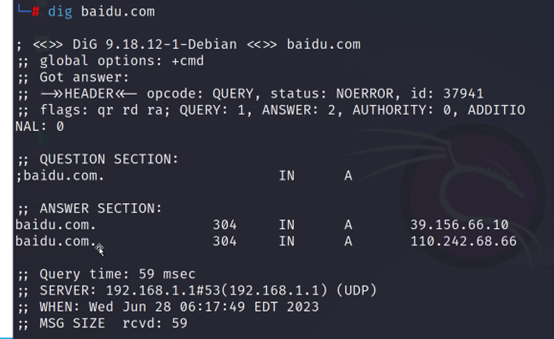 └─# dig baidu.com
; <<>> DiG 9.18.12-1-Debian <<>> baidu.com
;; global options: +cmd
;; Got answer:
;; ->>HEADER<<- opcode: QUERY, status: NOERROR, id: 37941
;; flags: qr rd ra; QUERY: 1, ANSWER: 2, AUTHORITY: 0, ADDITIO
NAL: 0
;; QUESTION SECTION:
;baidu.com. IN A
;; ANSWER SECTION:
baidu.com. 304 IN A 39.156.66.10
baidu.com. 304 IN A 110.242.68.66
;; Query time: 59 msec
;; SERVER: 192.168.1.1#53(192.168.1.1) (UDP)
;; WHEN: Wed Jun 28 06:17:49 EDT 2023
;; MSG SIZE rcvd: 59